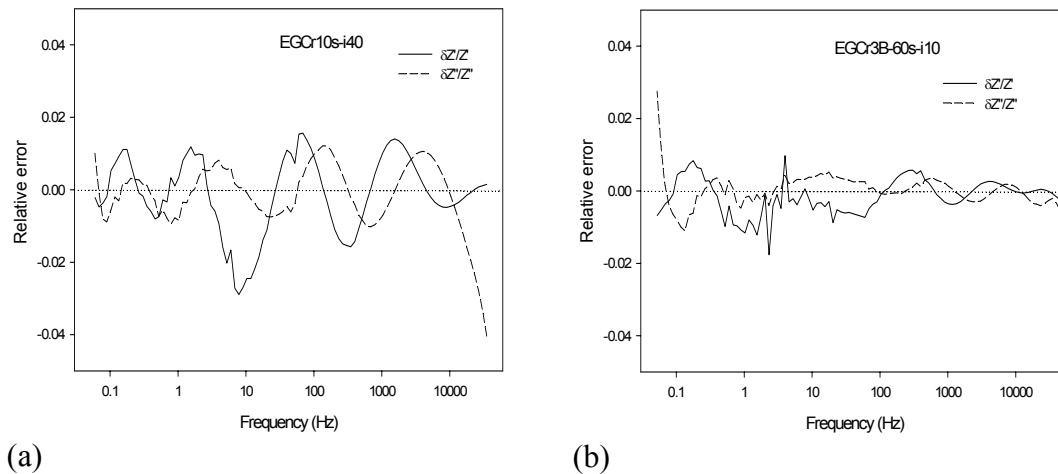 EGCr10s-i40
δZ'/Z'
δZ"/Z"
Relative error
0.04
0.02
0.00
-0.02
-0.04
0.1
1
10
100
1000
10000
Frequency (Hz)
(a)
EGCr3B-60s-i10
δZ'/Z'
δZ"/Z"
Relative error
0.04
0.02
0.00
-0.02
-0.04
0.1
1
10
100
1000
10000
Frequency (Hz)
(b)